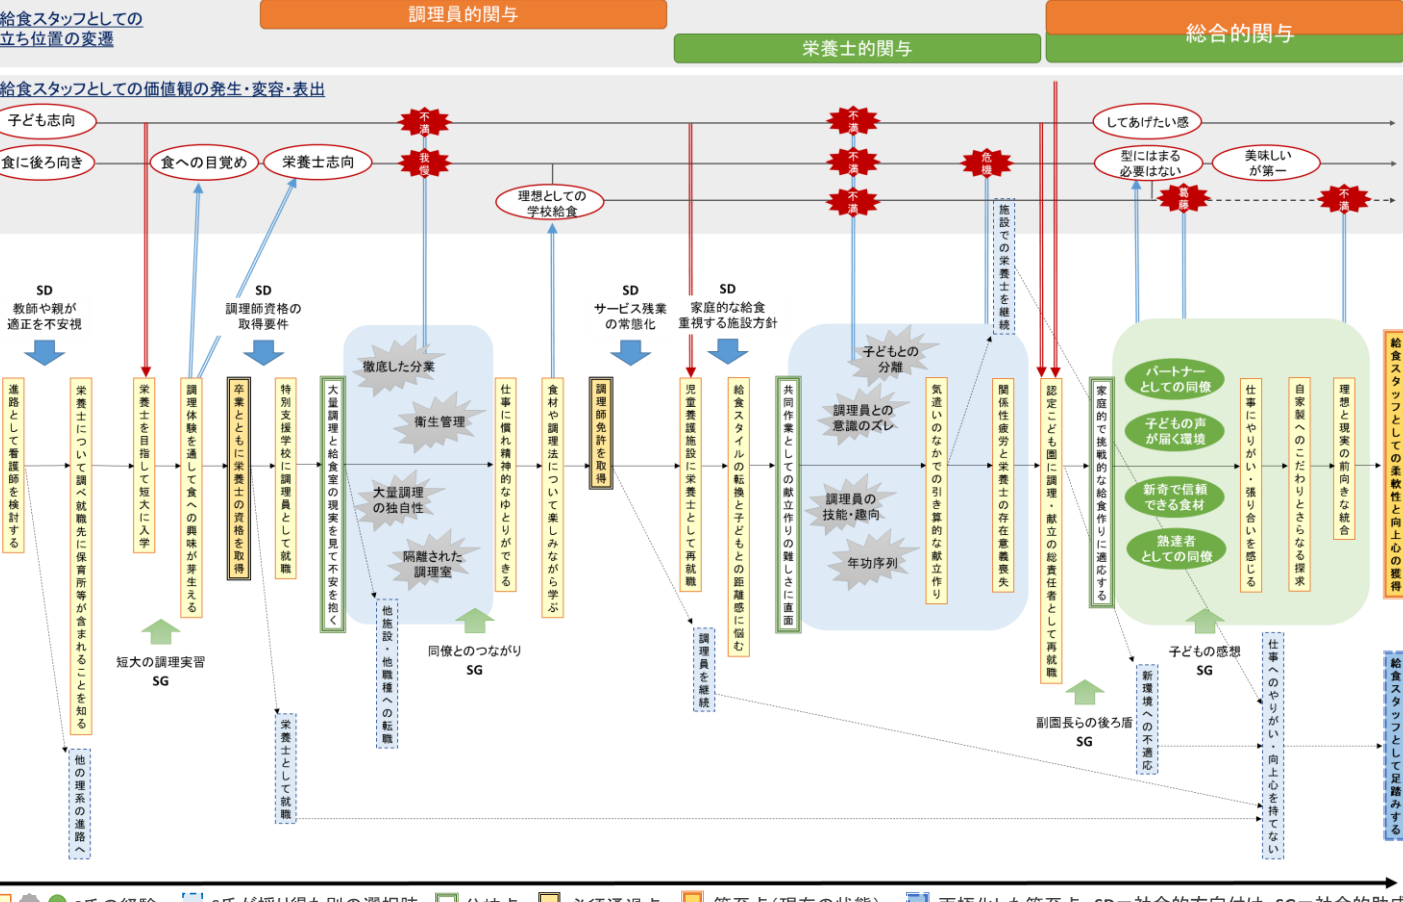 給食スタッフとしての
立ち位置の変遷
調理員的関与
栄養士的関与
総合的関与
給食スタッフとしての価値観の発生・変容・表出
子ども志向
不満
不満
してあげたい感
食に後ろ向き
食への目覚め
栄養士志向
我慢
不満
危機
型にはまる
必要はない
美味しい
が第一
理想としての
学校給食
不満
葛藤
不満
施設での栄養士を継続
SD
教師や親が
適正を不安視
SD
調理師資格の
取得要件
SD
サービス残業
の常態化
SD
家庭的な給食
重視する施設方針
進路として看護師を検討する
栄養士について調べ就職先に保育所等が含まれることを知る
栄養士を目指して短大に入学
調理体験を通して食への興味が芽生える
卒業とともに栄養士の資格を取得
特別支援学校に調理員として就職
大量調理と給食室の現実を見て不安を抱く
徹底した分業
衛生管理
大量調理
の独自性
隔離された
調理室
仕事に慣れ精神的なゆとりができる
食材や調理法について楽しみながら学ぶ
調理師免許を取得
児童養護施設に栄養士として再就職
給食スタイルの転換と子どもとの距離感に悩む
共同作業としての献立作りの難しさに直面
子どもとの
分離
調理員との
意識のズレ
調理員の
技能・趣向
年功序列
気遣いのなかでの引き算的な献立作り
関係性疲労と栄養士の存在意義喪失
認定こども園に調理・献立の総責任者として再就職
家庭的で挑戦的な給食作りに適応する
パートナー
としての同僚
子どもの声
が届く環境
新奇で信頼
できる食材
熟達者
としての同僚
仕事にやりがい・張り合いを感じる
自家製へのこだわりとさらなる探求
理想と現実の前向きな統合
給食スタッフとしての柔軟性と向上心の獲得
短大の調理実習
SG
同僚とのつながり
SG
副園長らの後ろ盾
SG
子どもの感想
SG
他の理系の進路へ
栄養士として就職
他施設・他職種への転職
調理員を継続
新環境への不適応
仕事へのやりがい・向上心を持てない
給食スタッフとして足踏みする